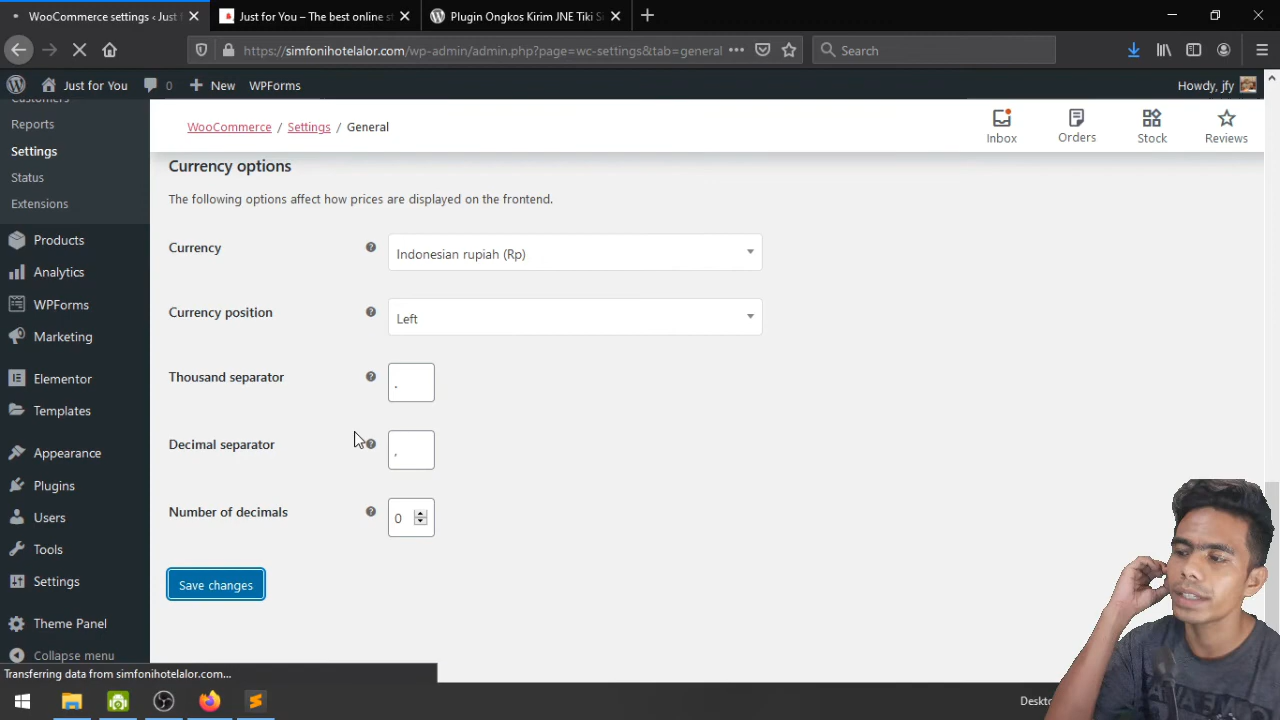 WooCommerce settings ‹ Just
Just for You – The best online s
Plugin Ongkos Kirim JNE Tiki S
https://simfonihotelalor.com/wp-admin/admin.php?page=wc-settings&tab=general
Search
Just for You
0
New
WPForms
Howdy, jfy
Customers
Reports
Settings
Status
Extensions
Products
Analytics
WPForms
Marketing
Elementor
Templates
Appearance
Plugins
Users
Tools
Settings
Theme Panel
Collapse menu
WooCommerce / Settings / General
Inbox
Orders
Stock
Reviews
Currency options
The following options affect how prices are displayed on the frontend.
Currency
Indonesian rupiah (Rp)
Currency position
Left
Thousand separator
.
Decimal separator
,
Number of decimals
0
Save changes
Transferring data from simfonihotelalor.com...
Deskto